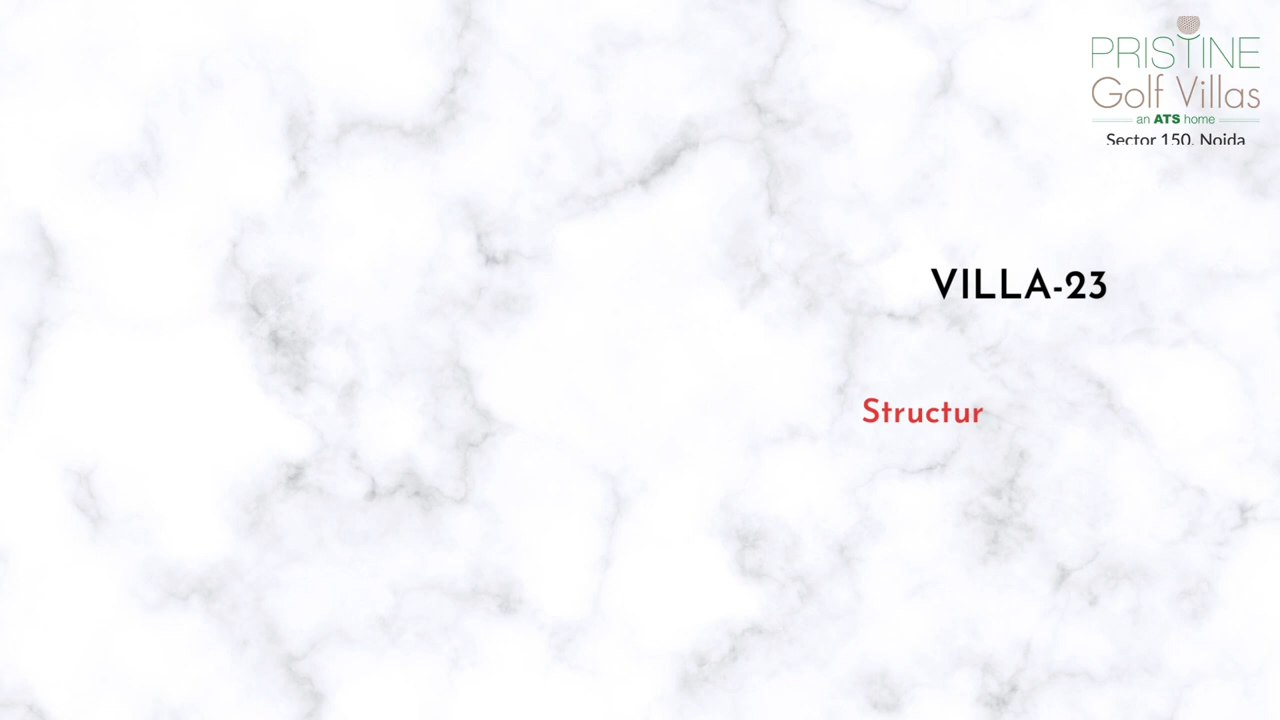 PRISTINE
Golf Villas
an ATS home
Sector 150, Noida
VILLA-23
Structur